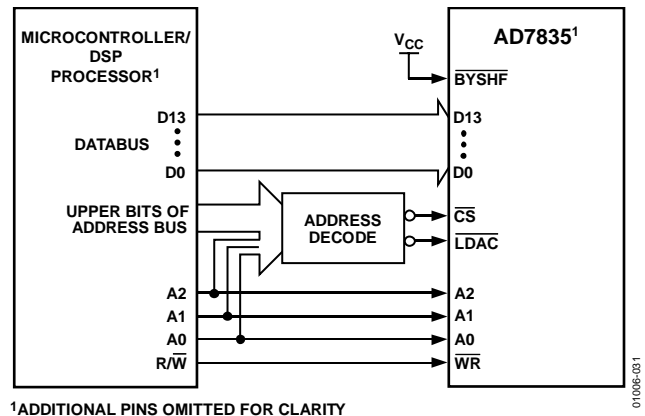 MICROCONTROLLER/
DSP
PROCESSOR1
D13
DATABUS
D0
UPPER BITS OF
ADDRESS BUS
A2
A1
A0
R/W
VCC
ADDRESS
DECODE
AD78351
BYSHF
D13
D0
CS
LDAC
A2
A1
A0
WR
1ADDITIONAL PINS OMITTED FOR CLARITY
01006-031